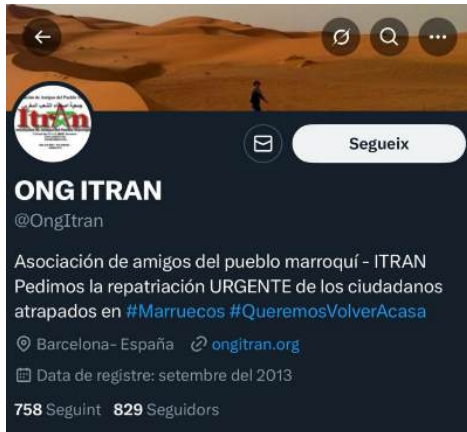 Itran
Segueix
ONG ITRAN
@OngItran
Asociación de amigos del pueblo marroquí - ITRAN
Pedimos la repatriación URGENTE de los ciudadanos
atrapados en #Marruecos #QueremosVolverAcasa
Barcelona- España ongitran.org
Data de registre: setembre del 2013
758 Seguint 829 Seguidors